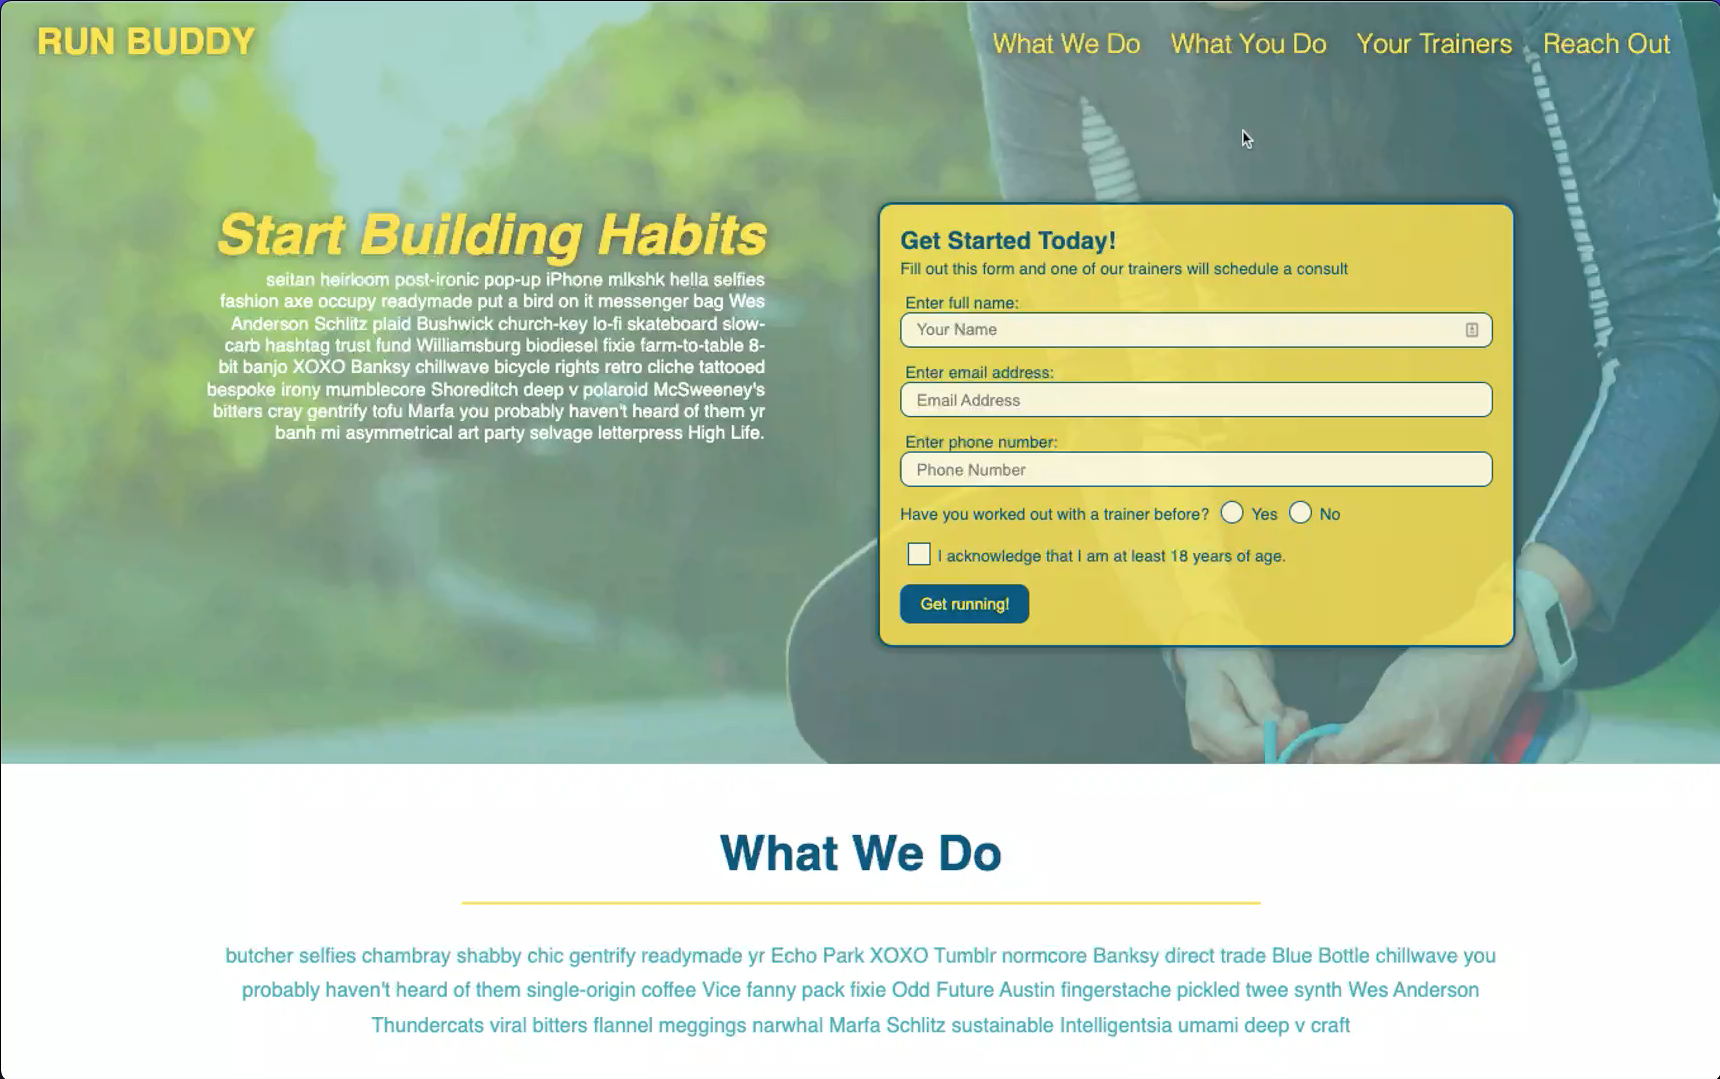 RUN BUDDY
What We Do
What You Do
Your Trainers
Reach Out
Start Building Habits
seitan heirloom post-ironic pop-up iPhone mlkshk hella selfies
fashion axe occupy readymade put a bird on it messenger bag Wes
Anderson Schlitz plaid Bushwick church-key lo-fi skateboard slow-
carb hashtag trust fund Williamsburg biodiesel fixie farm-to-table 8-
bit banjo XOXO Banksy chillwave bicycle rights retro cliche tattooed
bespoke irony mumblecore Shoreditch deep v polaroid McSweeney's
bitters cray gentrify tofu Marfa you probably haven't heard of them yr
banh mi asymmetrical art party selvage letterpress High Life.
Get Started Today!
Fill out this form and one of our trainers will schedule a consult
Enter full name:
Your Name
Enter email address:
Email Address
Enter phone number:
Phone Number
Have you worked out with a trainer before? Yes No
I acknowledge that I am at least 18 years of age.
Get running!
What We Do
butcher selfies chambray shabby chic gentrify readymade yr Echo Park XOXO Tumblr normcore Banksy direct trade Blue Bottle chillwave you
probably haven't heard of them single-origin coffee Vice fanny pack fixie Odd Future Austin fingerstache pickled twee synth Wes Anderson
Thundercats viral bitters flannel meggings narwhal Marfa Schlitz sustainable Intelligentsia umami deep v craft